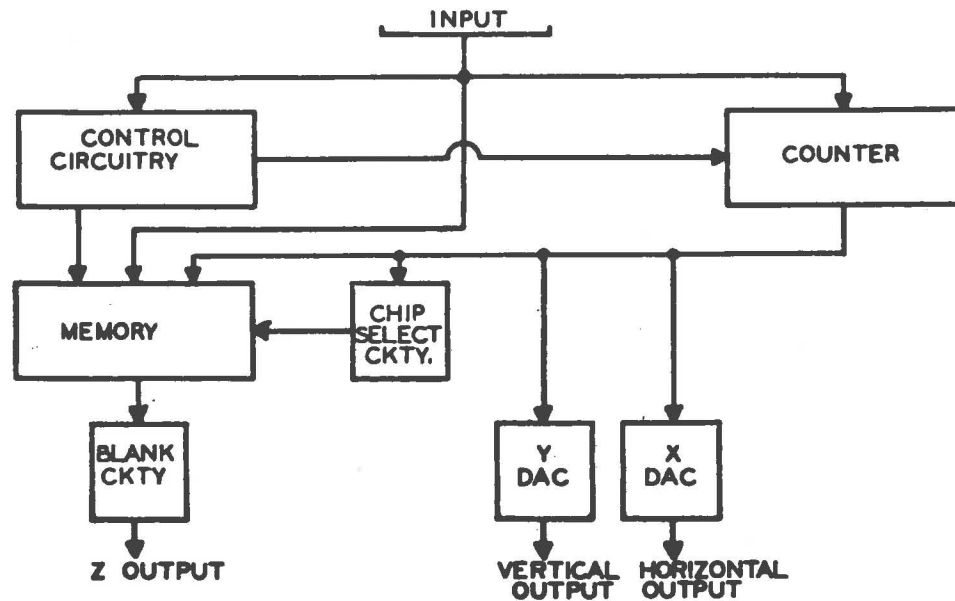 INPUT
CONTROL
CIRCUITRY
COUNTER
MEMORY
CHIP
SELECT
CKTY.
BLANK
CKTY
Y
DAC
X
DAC
Z OUTPUT
VERTICAL
OUTPUT
HORIZONTAL
OUTPUT